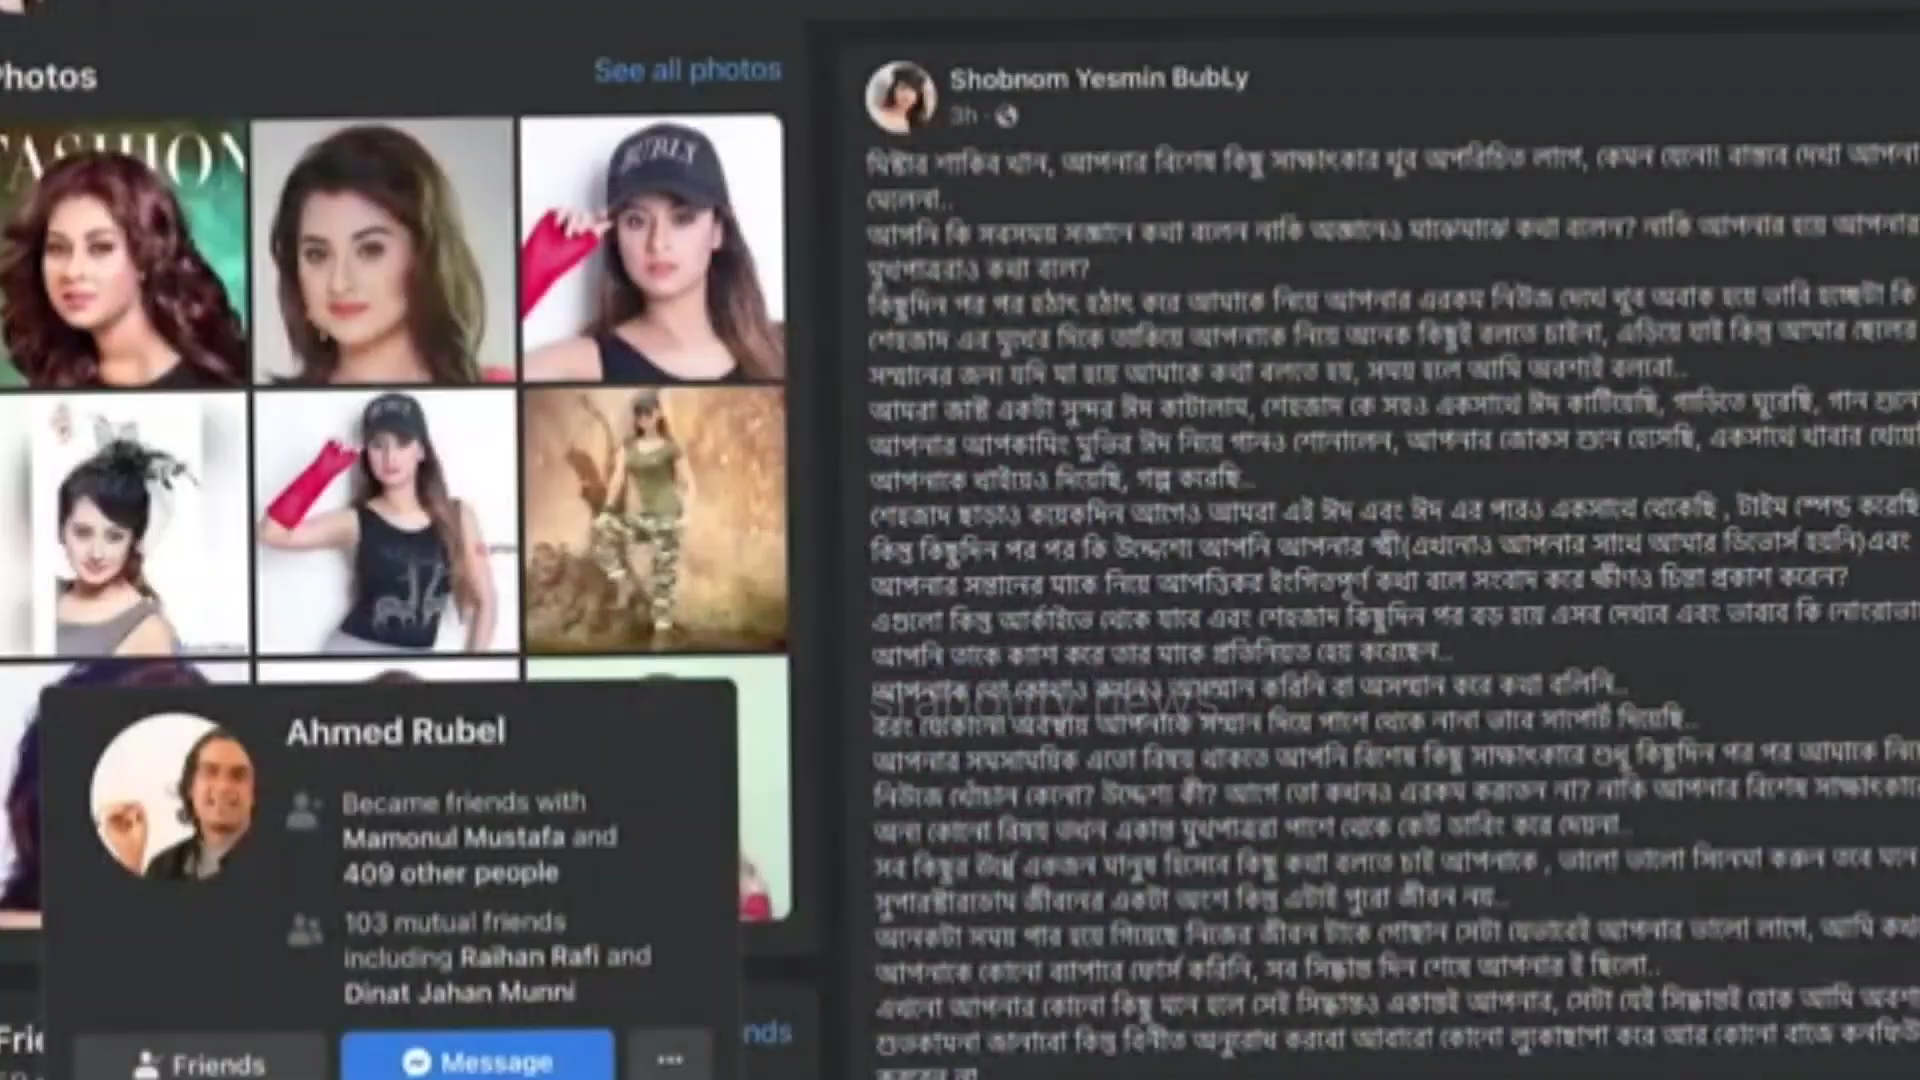 Photos
See all photos
FASHION
BUBLY
Ahmed Rubel
Became friends with
Mamonul Mustafa and
409 other people
103 mutual friends
including Raihan Rafi and
Dinat Jahan Munni
Friends
Message
Shobnom Yesmin BubLy
3h
মিস্টার শাকিব খান, আপনার বিশেষ কিছু সাক্ষাৎকার খুব অপরিচিত লাগে, কেমন যেনো! বাস্তবে দেখা আপনা
মেলেনা..
আপনি কি সবসময় সজ্ঞানে কথা বলেন নাকি অজ্ঞানেও মাঝেমাঝে কথা বলেন? নাকি আপনার হয়ে আপনার
মুখপাত্ররাও কথা বলে?
কিছুদিন পর পর হঠাৎ হঠাৎ করে আমাকে নিয়ে আপনার এরকম নিউজ দেখে খুব অবাক হয়ে ভাবি হচ্ছেটা কি
শেহজাদ এর মুখের দিকে তাকিয়ে আপনাকে নিয়ে অনেক কিছুই বলতে চাইনা, এড়িয়ে যাই কিন্তু আমার ছেলের
সম্মানের জন্য যদি মা হয়ে আমাকে কথা বলতে হয়, সময় হলে আমি অবশ্যই বলবো..
আমরা জাষ্ট একটা সুন্দর ঈদ কাটালাম, শেহজাদ কে সহও একসাথে ঈদ কাটিয়েছি, গাড়িতে ঘুরেছি, গান শুনে
আপনার আপকামিং মুভির ঈদ নিয়ে গানও শোনালেন, আপনার জোকস শুনে হেসেছি, একসাথে খাবার খেয়ে
আপনাকে খাইয়েও দিয়েছি, গল্প করেছি..
শেহজাদ ছাড়াও কয়েকদিন আগেও আমরা এই ঈদ এবং ঈদ এর পরেও একসাথে থেকেছি , টাইম স্পেন্ড করেছি
কিন্তু কিছুদিন পর পর কি উদ্দেশ্যে আপনি আপনার স্ত্রী(এখনোও আপনার সাথে আমার ডিভোর্স হয়নি)এবং
আপনার সন্তানের মাকে নিয়ে আপত্তিকর ইংগিতপূর্ণ কথা বলে সংবাদ করে ক্ষীণও চিন্তা প্রকাশ করেন?
এগুলো কিন্তু আর্কাইভে থেকে যাবে এবং শেহজাদ কিছুদিন পর বড় হয়ে এসব দেখবে এবং ভাববে কি নোংরাভা
আপনি তাকে ক্যাশ করে তার মাকে প্রতিনিয়ত হেয় করেছেন..
আপনাকে তো কোথাও কখনও অসম্মান করিনি বা অসম্মান করে কথা বলিনি..
বরং যেকোনো অবস্থায় আপনাকে সম্মান দিয়ে পাশে থেকে নানা ভাবে সাপোর্ট দিয়েছি..
আপনার সমসাময়িক এতো বিষয় থাকতে আপনি বিশেষ কিছু সাক্ষাৎকারে শুধু কিছুদিন পর পর আমাকে নিয়ে
নিউজে খোঁচান কেনো? উদ্দেশ্য কী? আগে তো কখনও এরকম করতেন না? নাকি আপনার বিশেষ সাক্ষাৎকারে
অন্য কোনো বিষয় তখন একান্ত মুখপাত্ররা পাশে থেকে কেউ ডাবিং করে দেয়না..
সব কিছুর উর্ধ্বে একজন মানুষ হিসেবে কিছু কথা বলতে চাই আপনাকে , ভালো ভালো সিনেমা করুন তবে মনে
সুপারষ্টারডোম জীবনের একটা অংশ কিন্তু এটাই পুরো জীবন নয়..
অনেকটা সময় পার হয়ে গিয়েছে নিজের জীবন টাকে গোছান সেটা যেভাবেই আপনার ভালো লাগে, আমি কখ
আপনাকে কোনো ব্যাপারে ফোর্স করিনি, সব সিদ্ধান্ত দিন শেষে আপনার ই ছিলো..
এখনো আপনার কোনো কিছু মনে হলে সেই সিদ্ধান্তও একান্তই আপনার, সেটা যেই সিদ্ধান্তই হোক আমি অবশ্য
শুভকামনা জানাবো কিন্তু বিনীত অনুরোধ করবো আবারো কোনো লুকোছাপা করে আর কোনো বাজে কনফিউ
করবেন না